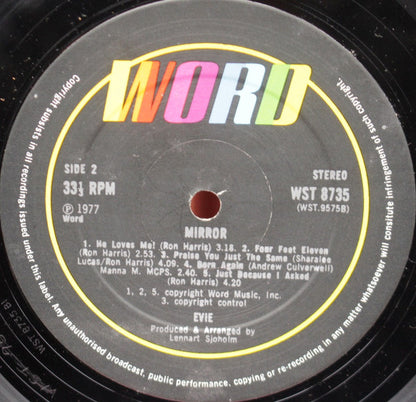 WORD
SIDE 2
33⅓ RPM
Ⓟ 1977
Word
STEREO
WST 8735
(WST.9575B)
MIRROR
1. He Loves Me! (Ron Harris) 3.18. 2. Four Feet Eleven
(Ron Harris) 2.53. 3. Praise You Just The Same (Sharalee
Lucas/Ron Harris) 4.09. 4. Born Again (Andrew Culverwell)
Manna M. MCPS. 2.40. 5. Just Because I Asked
(Ron Harris) 4.20
1, 2, 5. copyright Word Music, Inc.
3. copyright control
EVIE
Produced & Arranged by
Lennart Sjoholm
Copyright subsists in all recordings issued under this label. Any unauthorised broadcast, public performance, copying or re-recording in any matter whatsoever will constitute infringement of such copyright.
WST 8735 B